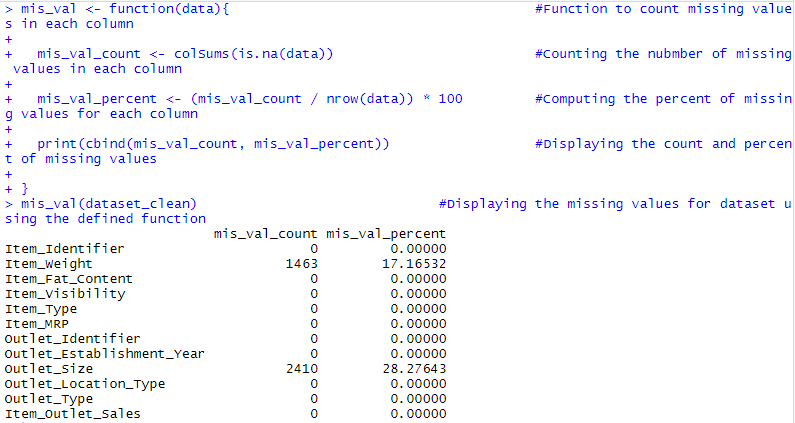 > mis_val <- function(data){                                      #Function to count missing value
s in each column
+
+   mis_val_count <- colSums(is.na(data))                         #Counting the nubmber of missing
 values in each column
+
+   mis_val_percent <- (mis_val_count / nrow(data)) * 100         #Computing the percent of missin
g values for each column
+
+   print(cbind(mis_val_count, mis_val_percent))                  #Displaying the count and percen
t of missing values
+
+ }
> mis_val(dataset_clean)                              #Displaying the missing values for dataset u
sing the defined function
                          mis_val_count mis_val_percent
Item_Identifier                       0         0.00000
Item_Weight                        1463        17.16532
Item_Fat_Content                      0         0.00000
Item_Visibility                       0         0.00000
Item_Type                             0         0.00000
Item_MRP                              0         0.00000
Outlet_Identifier                     0         0.00000
Outlet_Establishment_Year             0         0.00000
Outlet_Size                        2410        28.27643
Outlet_Location_Type                  0         0.00000
Outlet_Type                           0         0.00000
Item_Outlet_Sales                     0         0.00000